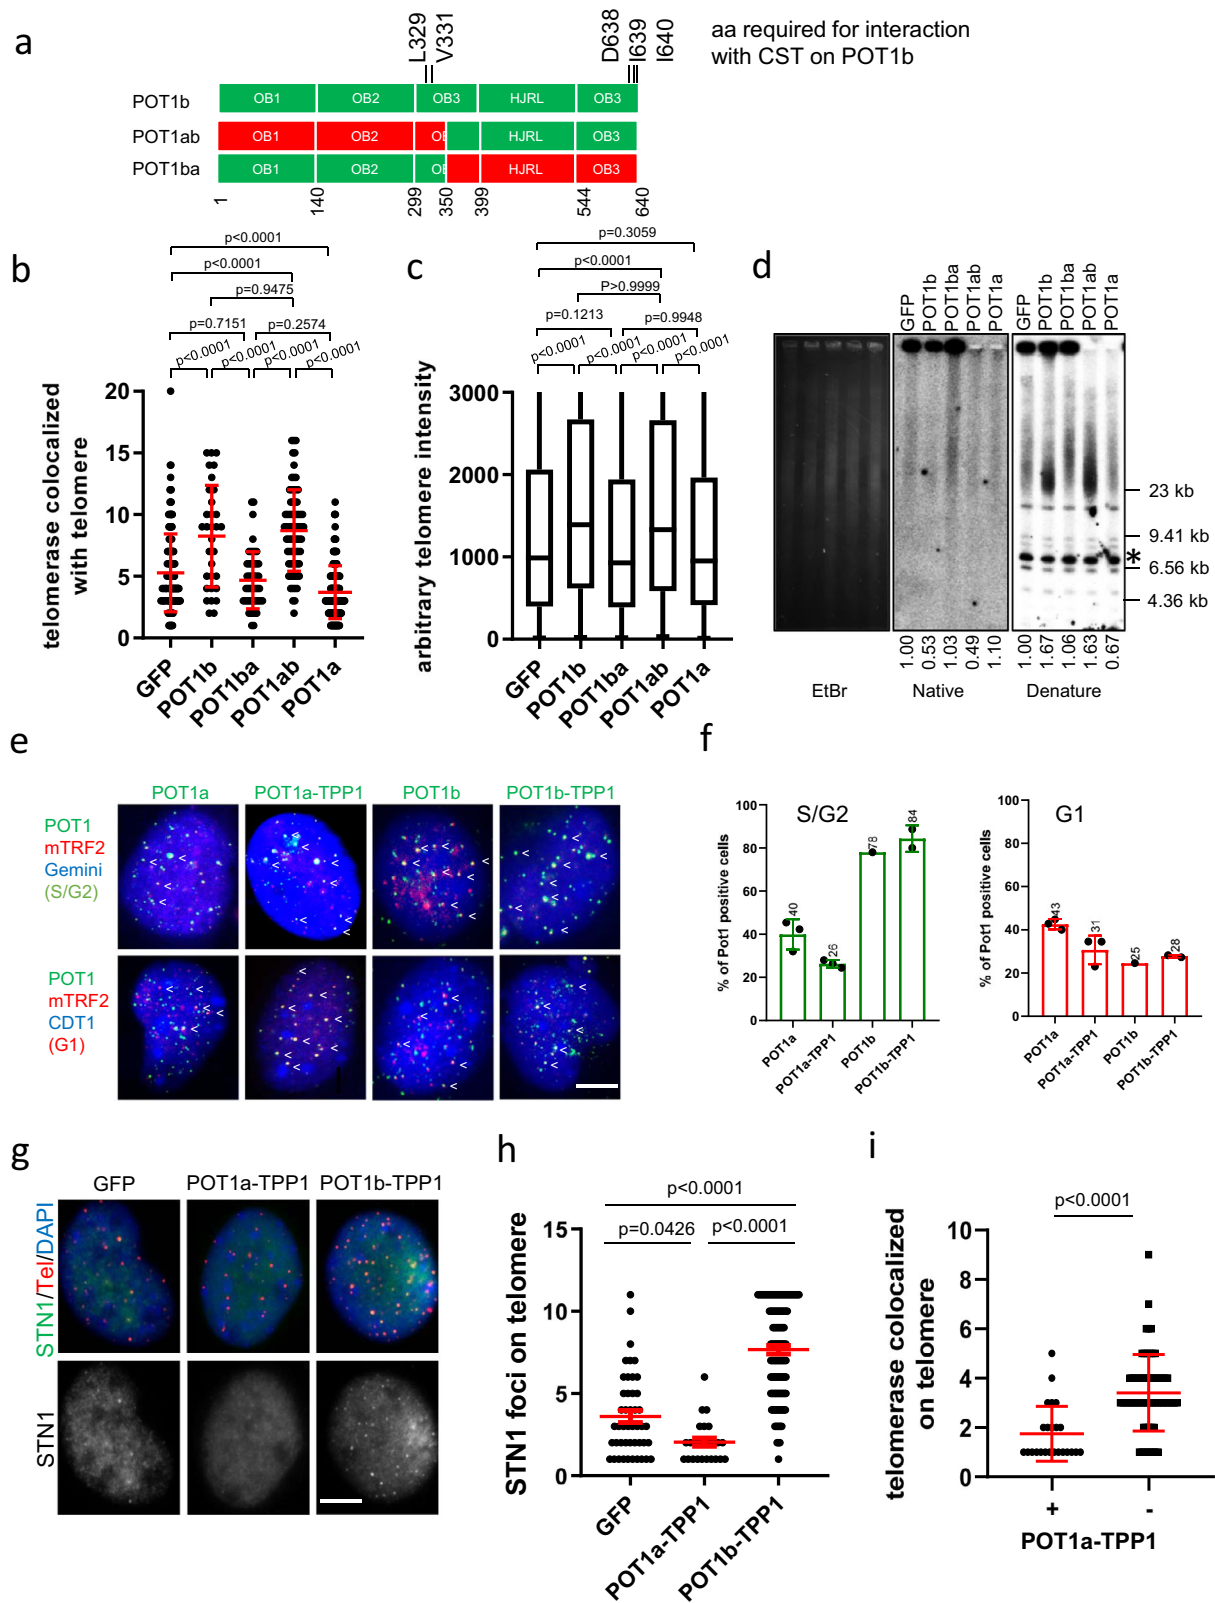 a
L329
V331
D638
I639
I640
aa required for interaction
with CST on POT1b
POT1b
OB1
OB2
OB3
HJRL
OB3
POT1ab
OB1
OB2
HJRL
OB3
POT1ba
OB1
OB2
HJRL
OB3
1
140
299
350
399
544
640
b
p<0.0001
p<0.0001
p=0.9475
p=0.7151
p=0.2574
p<0.0001
p<0.0001
p<0.0001
p<0.0001
telomerase colocalized
with telomere
20
15
10
5
0
GFP
POT1b
POT1ba
POT1ab
POT1a
c
p=0.3059
p<0.0001
P>0.9999
p=0.1213
p=0.9948
p<0.0001
p<0.0001
p<0.0001
p<0.0001
arbitrary telomere intensity
3000
2000
1000
0
GFP
POT1b
POT1ba
POT1ab
POT1a
d
GFP
POT1b
POT1ba
POT1ab
POT1a
GFP
POT1b
POT1ba
POT1ab
POT1a
23 kb
9.41 kb
*
6.56 kb
4.36 kb
1.00
0.53
1.03
0.49
1.10
1.00
1.67
1.06
1.63
0.67
EtBr
Native
Denature
e
POT1a
POT1a-TPP1
POT1b
POT1b-TPP1
POT1
mTRF2
Gemini
(S/G2)
POT1
mTRF2
CDT1
(G1)
f
S/G2
% of Pot1 positive cells
100
80
60
40
20
0
40
26
78
84
POT1a
POT1a-TPP1
POT1b
POT1b-TPP1
G1
% of Pot1 positive cells
100
80
60
40
20
0
43
31
25
28
POT1a
POT1a-TPP1
POT1b
POT1b-TPP1
g
GFP
POT1a-TPP1
POT1b-TPP1
STN1/Tel/DAPI
STN1
h
p<0.0001
p=0.0426
p<0.0001
STN1 foci on telomere
15
10
5
0
GFP
POT1a-TPP1
POT1b-TPP1
i
p<0.0001
telomerase colocalized
on telomere
10
8
6
4
2
0
+
-
POT1a-TPP1